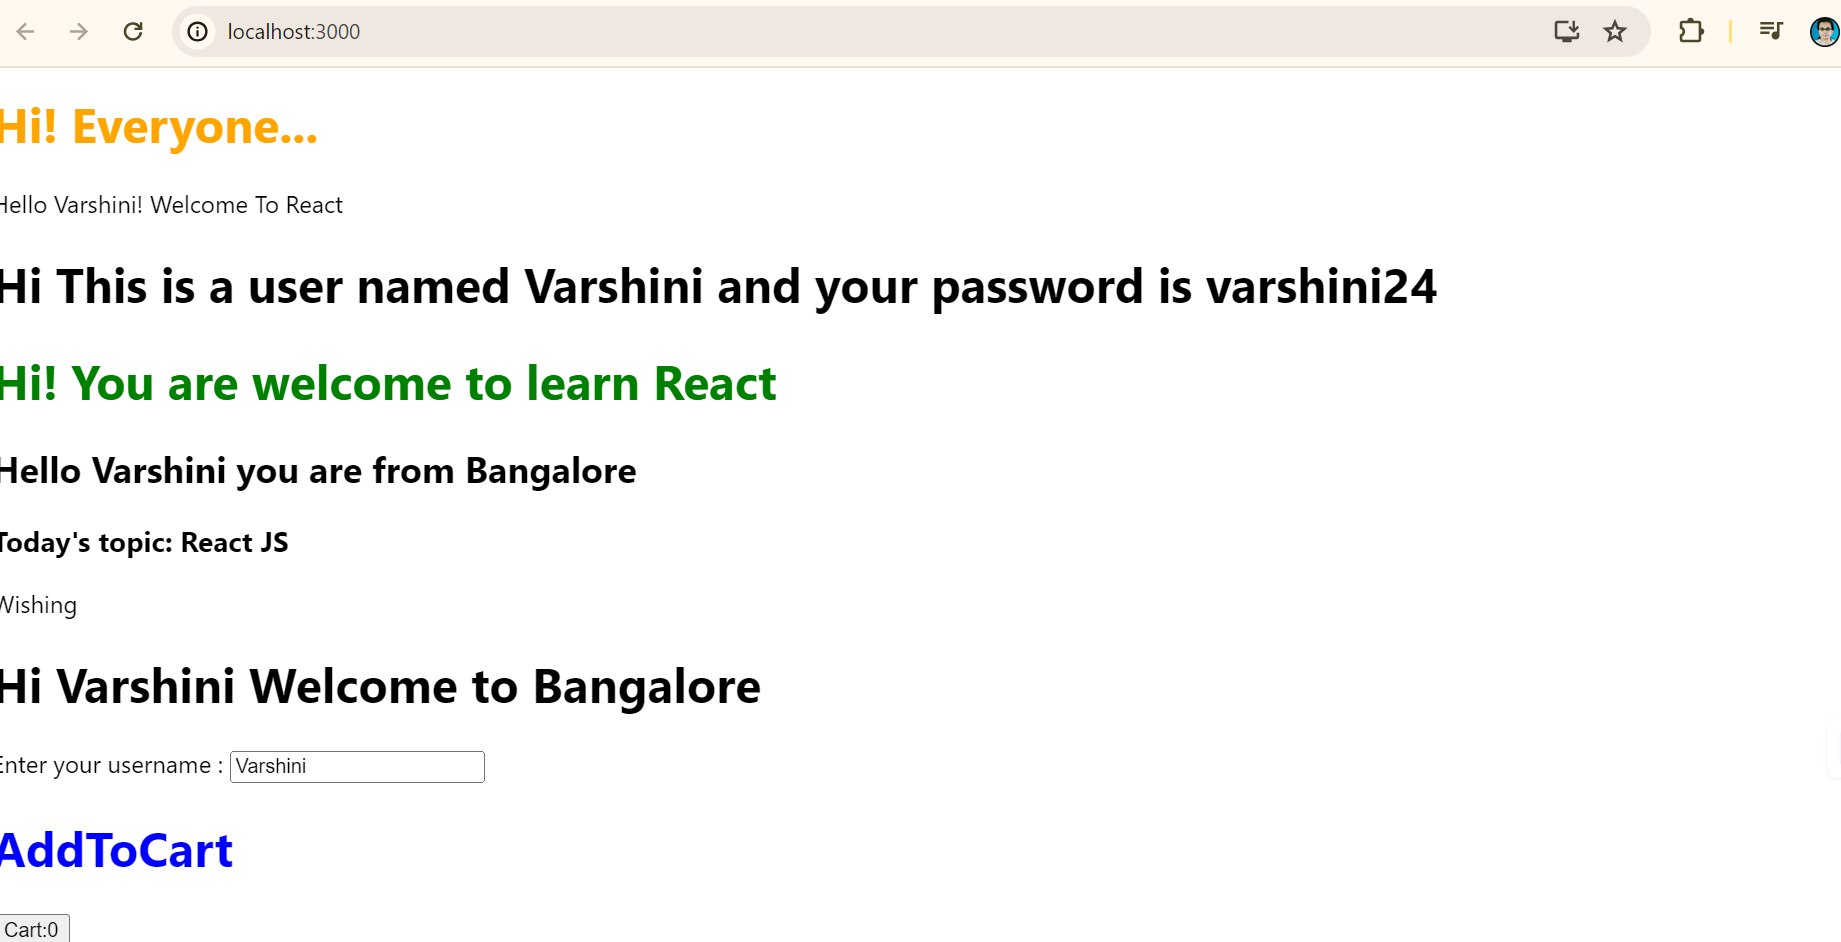 localhost:3000
Hi! Everyone...
Hello Varshini! Welcome To React
Hi This is a user named Varshini and your password is varshini24
Hi! You are welcome to learn React
Hello Varshini you are from Bangalore
Today's topic: React JS
Wishing
Hi Varshini Welcome to Bangalore
Enter your username : Varshini
AddToCart
Cart:0